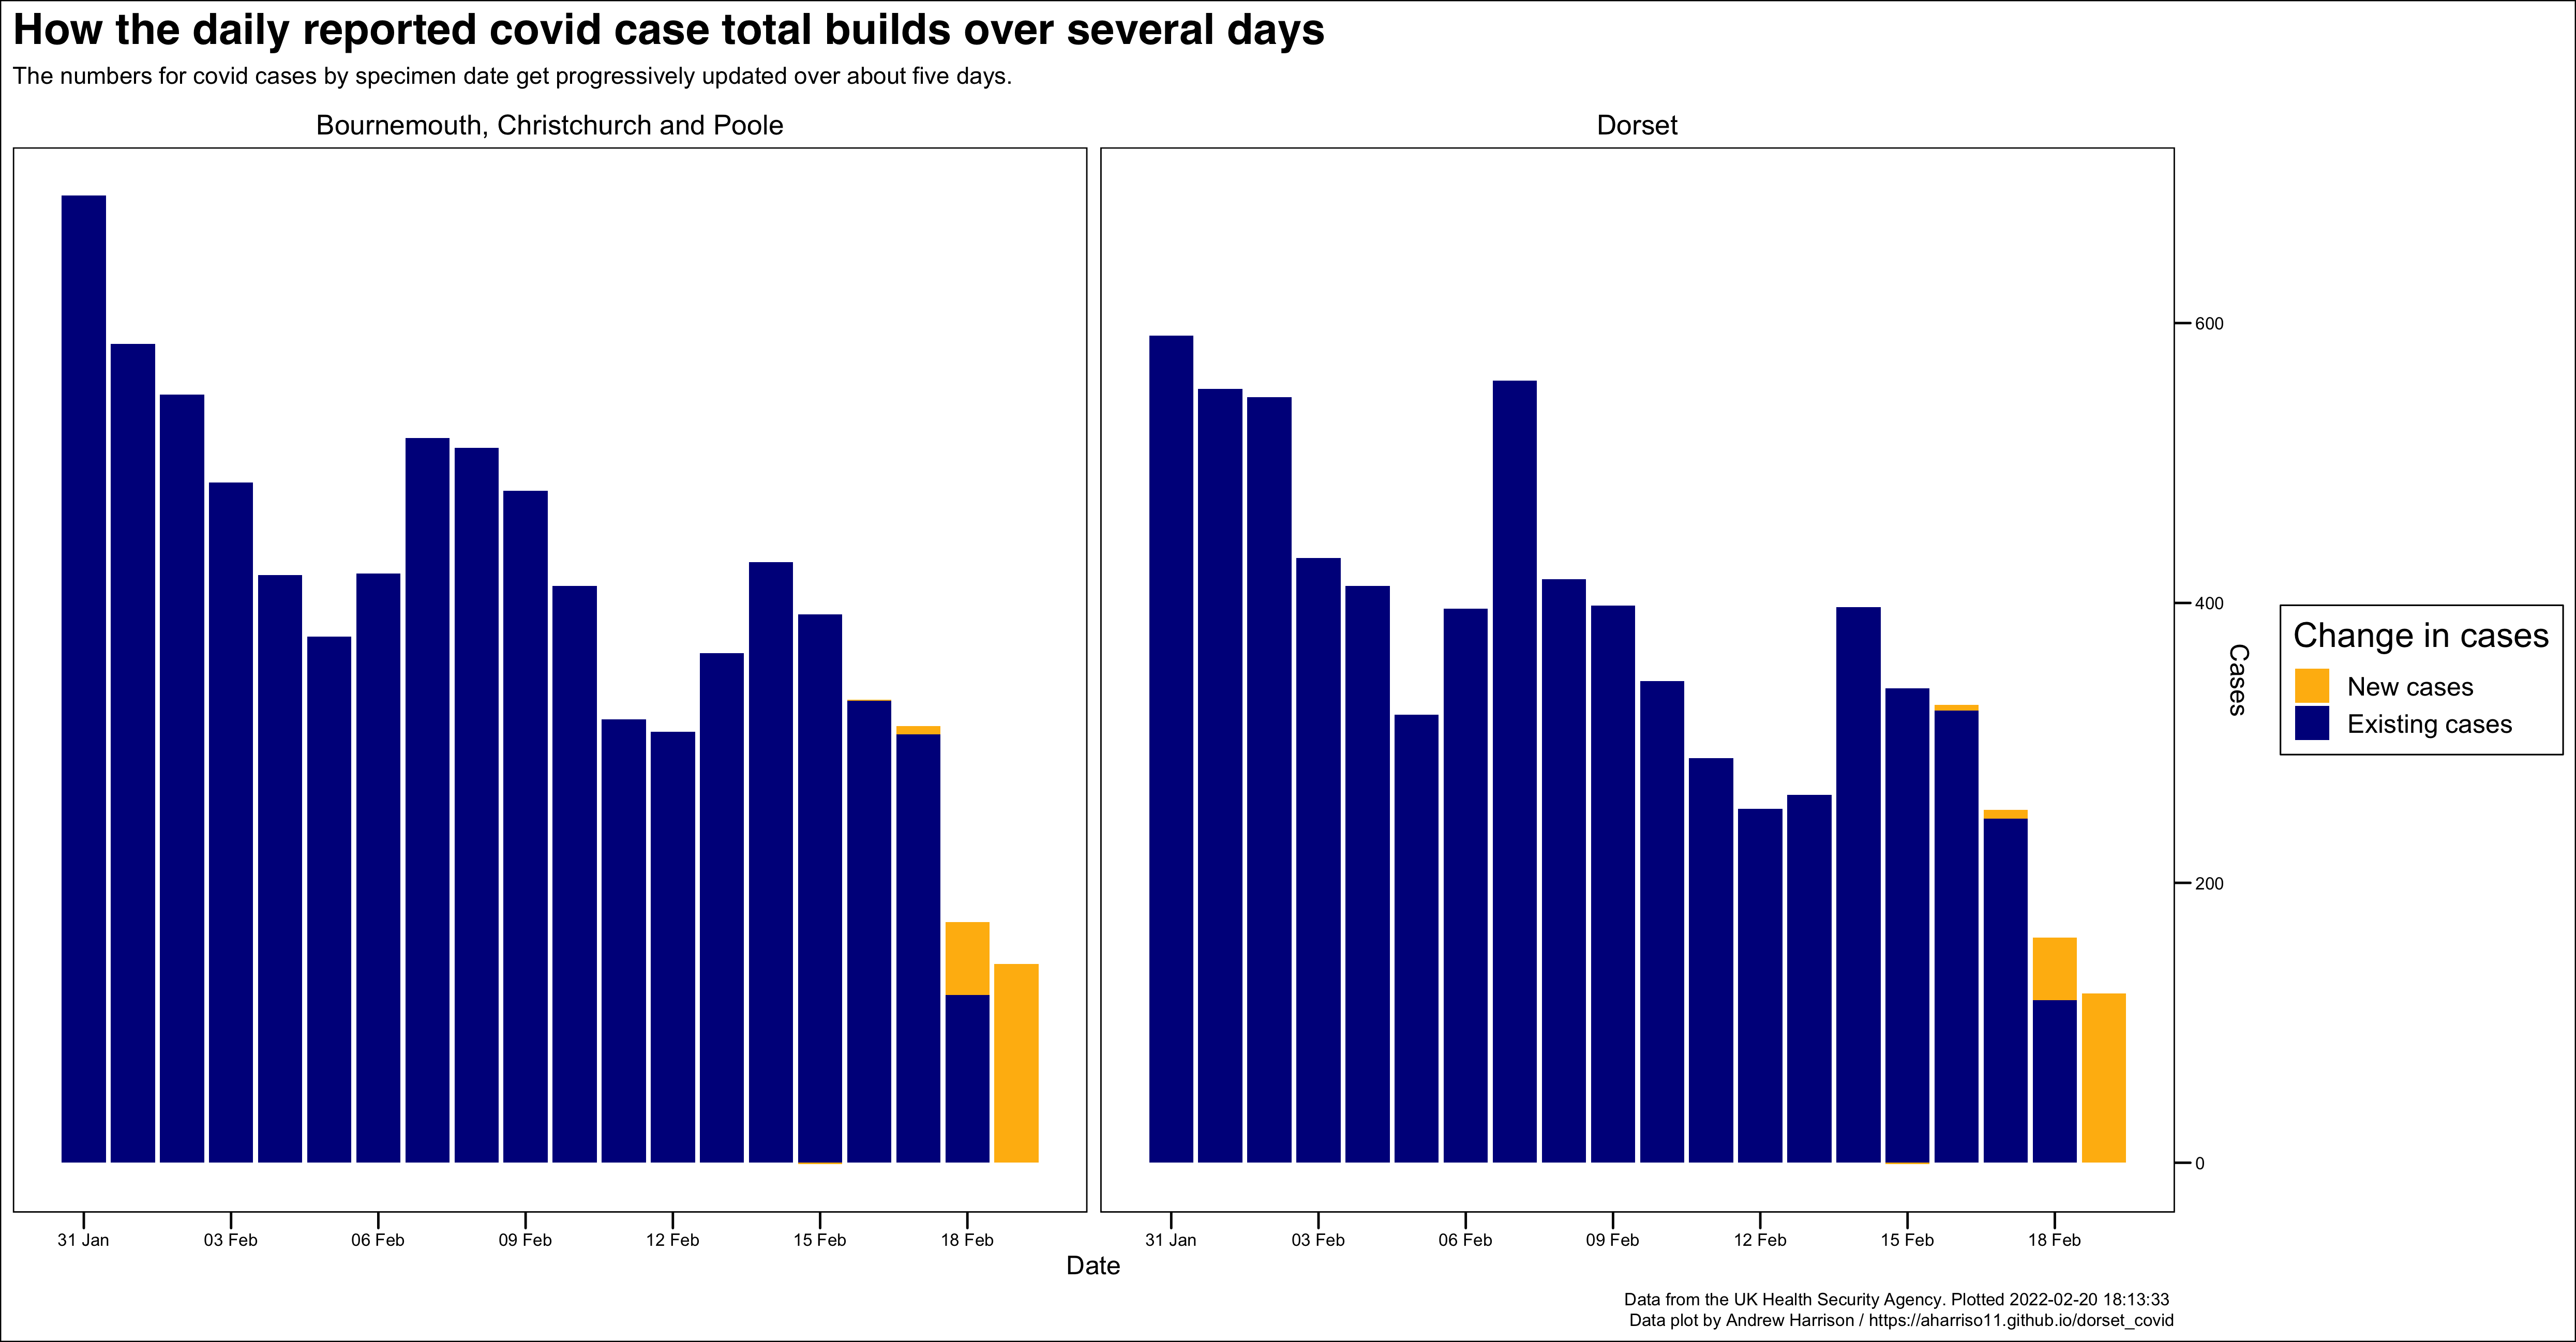 How the daily reported covid case total builds over several days
The numbers for covid cases by specimen date get progressively updated over about five days.
Bournemouth, Christchurch and Poole
Dorset
600
400
200
0
Cases
Change in cases
New cases
Existing cases
31 Jan 03 Feb 06 Feb 09 Feb 12 Feb 15 Feb 18 Feb
31 Jan 03 Feb 06 Feb 09 Feb 12 Feb 15 Feb 18 Feb
Date
Data from the UK Health Security Agency. Plotted 2022-02-20 18:13:33
Data plot by Andrew Harrison / https://aharriso11.github.io/dorset_covid